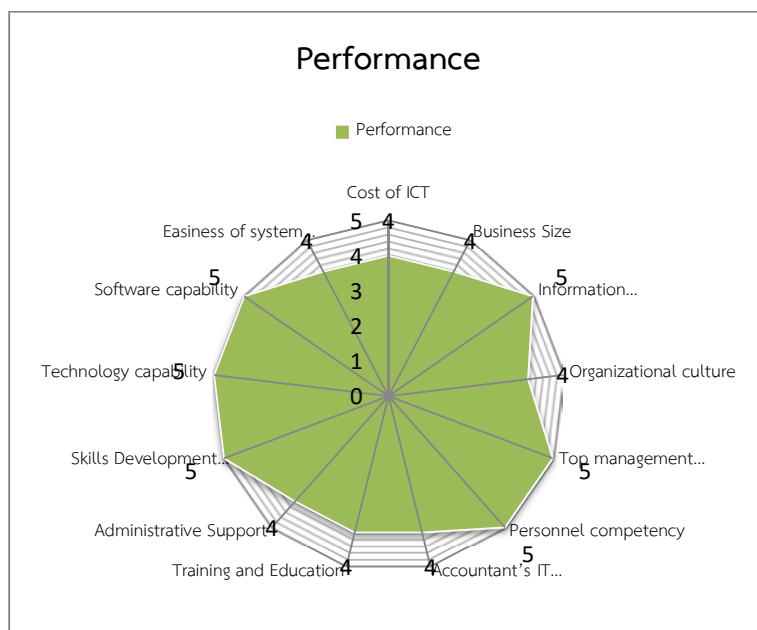 Performance
Performance
Cost of ICT
5
4
Easiness of system...
4
4
Business Size
5
Software capability
4
3
2
1
0
5
Information...
5
Technology capability
4
Organizational culture
5
Skills Development...
5
Top management...
Administrative Support
4
Personnel competency
5
Training and Education
4
4
Accountant's IT...